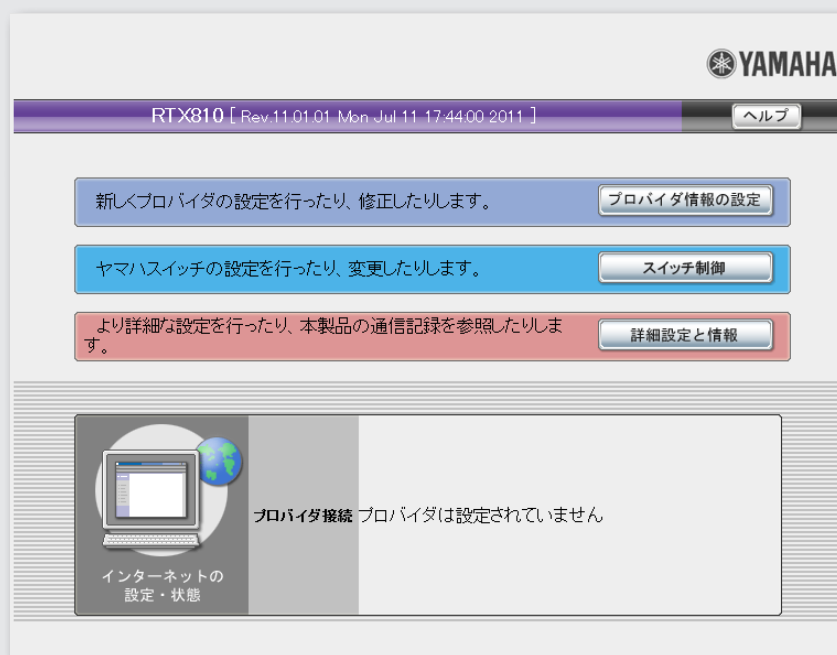 YAMAHA
RTX810 [ Rev.11.01.01 Mon Jul 11 17:44:00 2011 ]
ヘルプ
新しくプロバイダの設定を行ったり、修正したりします。
プロバイダ情報の設定
ヤマハスイッチの設定を行ったり、変更したりします。
スイッチ制御
より詳細な設定を行ったり、本製品の通信記録を参照したりしま
す。
詳細設定と情報
プロバイダ接続 プロバイダは設定されていません
インターネットの
設定・状態